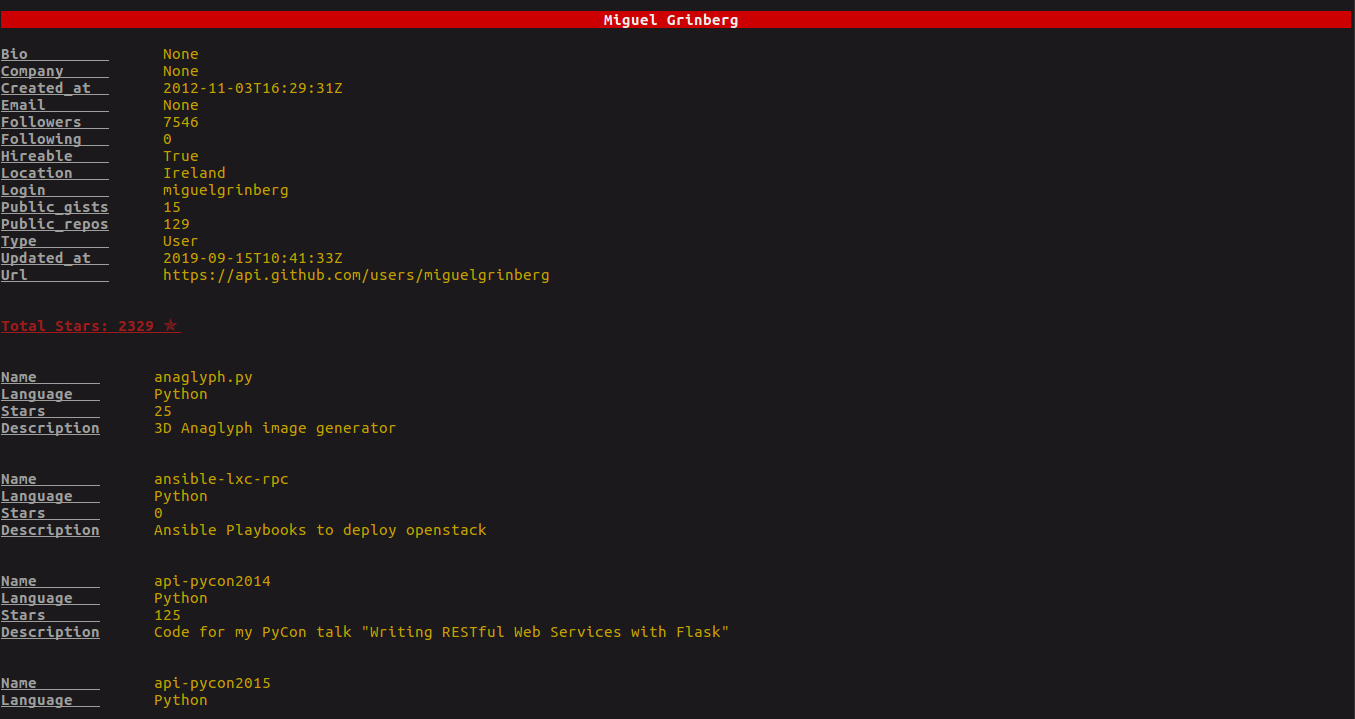 Miguel Grinberg
Bio None
Company None
Created_at 2012-11-03T16:29:31Z
Email None
Followers 7546
Following 0
Hireable True
Location Ireland
Login miguelgrinberg
Public_gists 15
Public_repos 129
Type User
Updated_at 2019-09-15T10:41:33Z
Url https://api.github.com/users/miguelgrinberg
Total Stars: 2329 ★
Name anaglyph.py
Language Python
Stars 25
Description 3D Anaglyph image generator
Name ansible-lxc-rpc
Language Python
Stars 0
Description Ansible Playbooks to deploy openstack
Name api-pycon2014
Language Python
Stars 125
Description Code for my PyCon talk "Writing RESTful Web Services with Flask"
Name api-pycon2015
Language Python